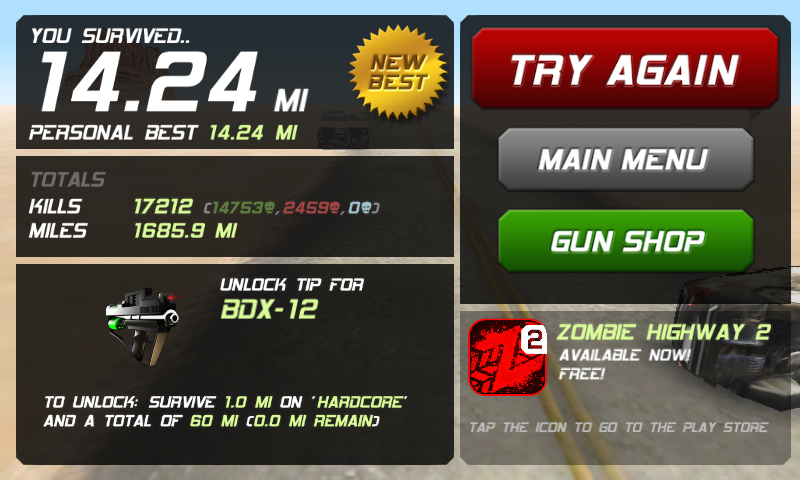 YOU SURVIVED..
14.24 MI
NEW
BEST
PERSONAL BEST 14.24 MI
TOTALS
KILLS 17212 (14753, 2459, 0)
MILES 1685.9 MI
UNLOCK TIP FOR
BDX-12
TO UNLOCK: SURVIVE 1.0 MI ON 'HARDCORE'
AND A TOTAL OF 60 MI (0.0 MI REMAIN)
TRY AGAIN
MAIN MENU
GUN SHOP
Z 2
ZOMBIE HIGHWAY 2
AVAILABLE NOW!
FREE!
TAP THE ICON TO GO TO THE PLAY STORE